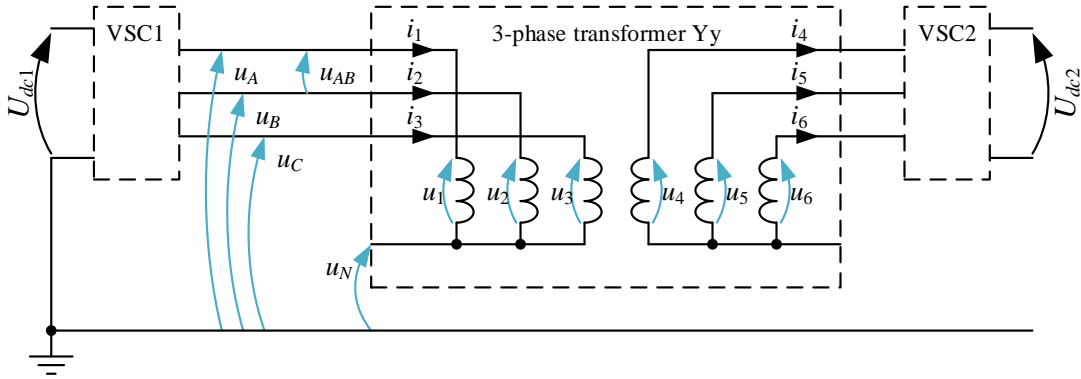 VSC1
3-phase transformer Yy
VSC2
i1
i4
uA
uAB
i2
i5
Udc1
Udc2
uB
i3
i6
uC
u1
u2
u3
u4
u5
u6
uN